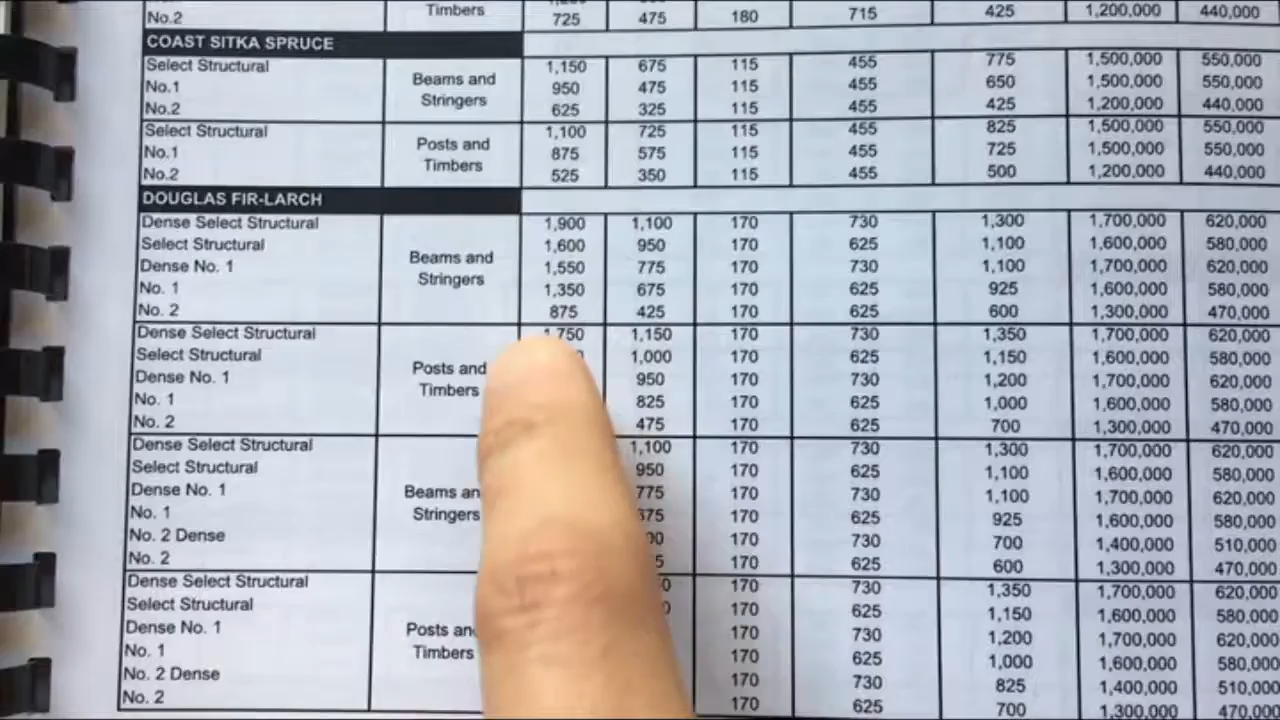 No.2 Timbers 725 475 180 715 425 1,200,000 440,000
COAST SITKA SPRUCE
Select Structural 1,150 675 115 455 775 1,500,000 550,000
No.1 Beams and Stringers 950 475 115 455 650 1,500,000 550,000
No.2 625 325 115 455 425 1,200,000 440,000
Select Structural 1,100 725 115 455 825 1,500,000 550,000
No.1 Posts and Timbers 875 575 115 455 725 1,500,000 550,000
No.2 525 350 115 455 500 1,200,000 440,000
DOUGLAS FIR-LARCH
Dense Select Structural 1,900 1,100 170 730 1,300 1,700,000 620,000
Select Structural 1,600 950 170 625 1,100 1,600,000 580,000
Dense No. 1 Beams and Stringers 1,550 775 170 730 1,100 1,700,000 620,000
No. 1 1,350 675 170 625 925 1,600,000 580,000
No. 2 875 425 170 625 600 1,300,000 470,000
Dense Select Structural 1,750 1,150 170 730 1,350 1,700,000 620,000
Select Structural 1,000 170 625 1,150 1,600,000 580,000
Dense No. 1 Posts and Timbers 950 170 730 1,200 1,700,000 620,000
No. 1 825 170 625 1,000 1,600,000 580,000
No. 2 475 170 625 700 1,300,000 470,000
Dense Select Structural 1,100 170 730 1,300 1,700,000 620,000
Select Structural 950 170 625 1,100 1,600,000 580,000
Dense No. 1 Beams Stringers 775 170 730 1,100 1,700,000 620,000
No. 1 170 625 925 1,600,000 580,000
No. 2 Dense 170 730 700 1,400,000 510,000
No. 2 170 625 600 1,300,000 470,000
Dense Select Structural 170 730 1,350 1,700,000 620,000
Select Structural 170 625 1,150 1,600,000 580,000
Dense No. 1 Posts Timbers 170 730 1,200 1,700,000 620,000
No. 1 170 625 1,000 1,600,000 580,000
No. 2 Dense 170 730 825 1,400,000 510,000
No. 2 170 625 700 1,300,000 470,000